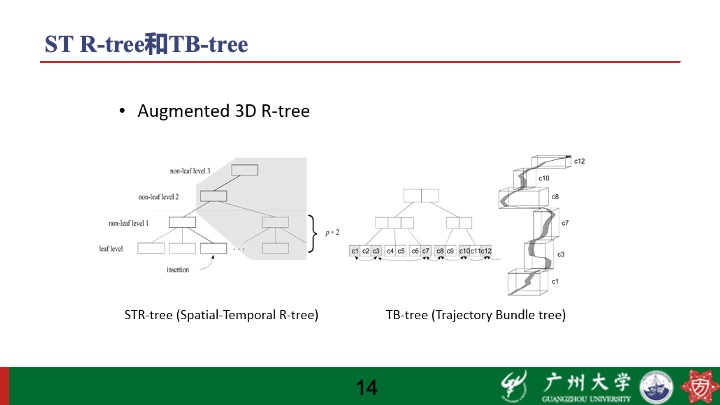 ST R-tree和TB-tree
• Augmented 3D R-tree
non-leaf level 3
non-leaf level 2
non-leaf level 1
leaf level
insertion
. . .
p = 2
c1 c2 c3 c4 c5 c6 c7 c8 c9 c10 c11 c12
c12
c10
c8
c7
c3
c1
STR-tree (Spatial-Temporal R-tree)
TB-tree (Trajectory Bundle tree)
14
广州大学
GUANGZHOU UNIVERSITY